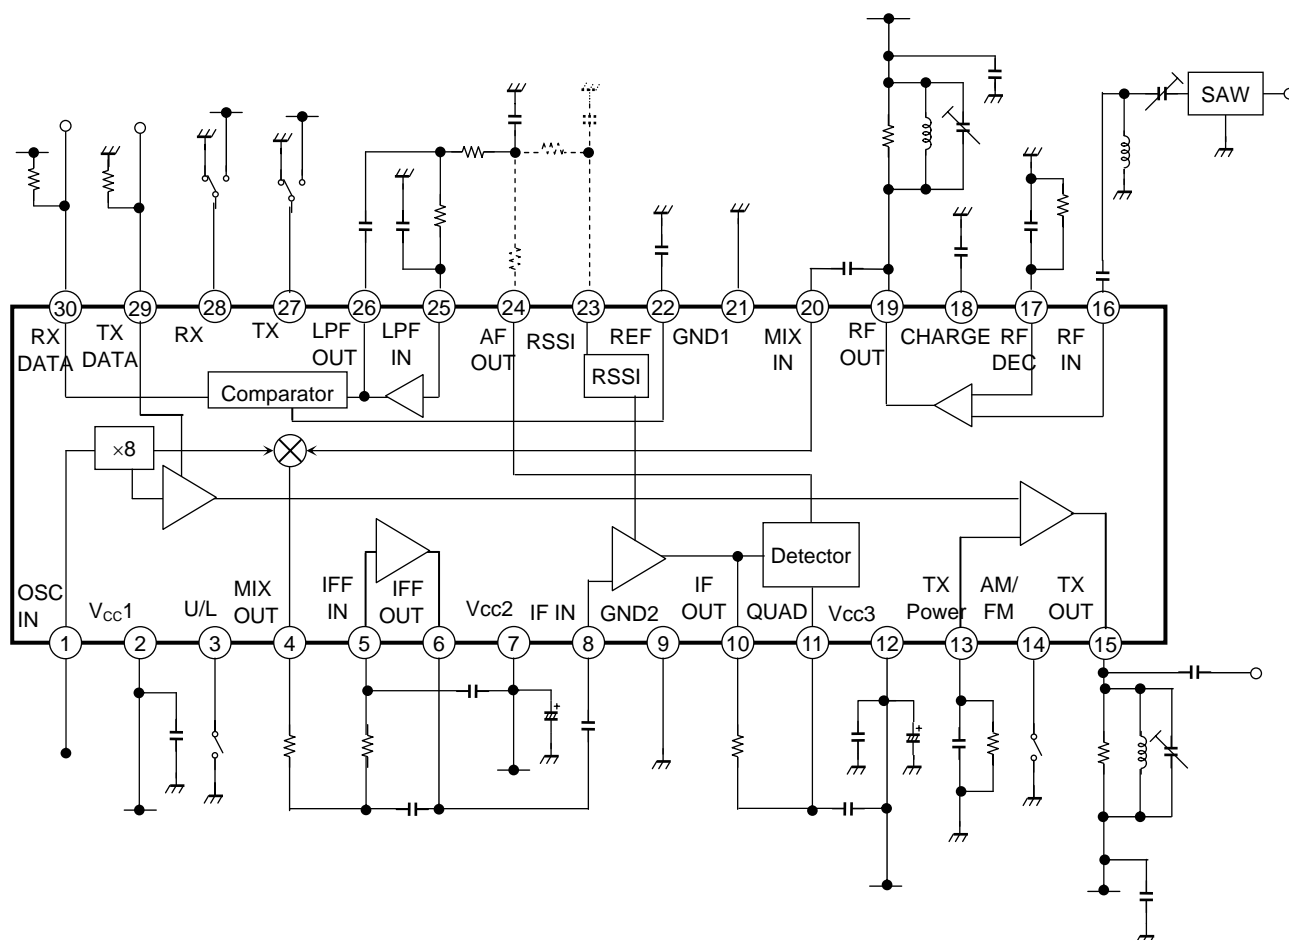 SAW
30
29
28
27
26
25
24
23
22
21
20
19
18
17
16
RX
DATA
TX
DATA
RX
TX
LPF
OUT
LPF
IN
AF
OUT
RSSI
REF
GND1
MIX
IN
RF
OUT
CHARGE
RF
DEC
RF
IN
RSSI
Comparator
×8
Detector
OSC
IN
VCC1
U/L
MIX
OUT
IFF
IN
IFF
OUT
Vcc2
IF IN
GND2
IF
OUT
QUAD
Vcc3
TX
Power
AM/
FM
TX
OUT
1
2
3
4
5
6
7
8
9
10
11
12
13
14
15
+
+